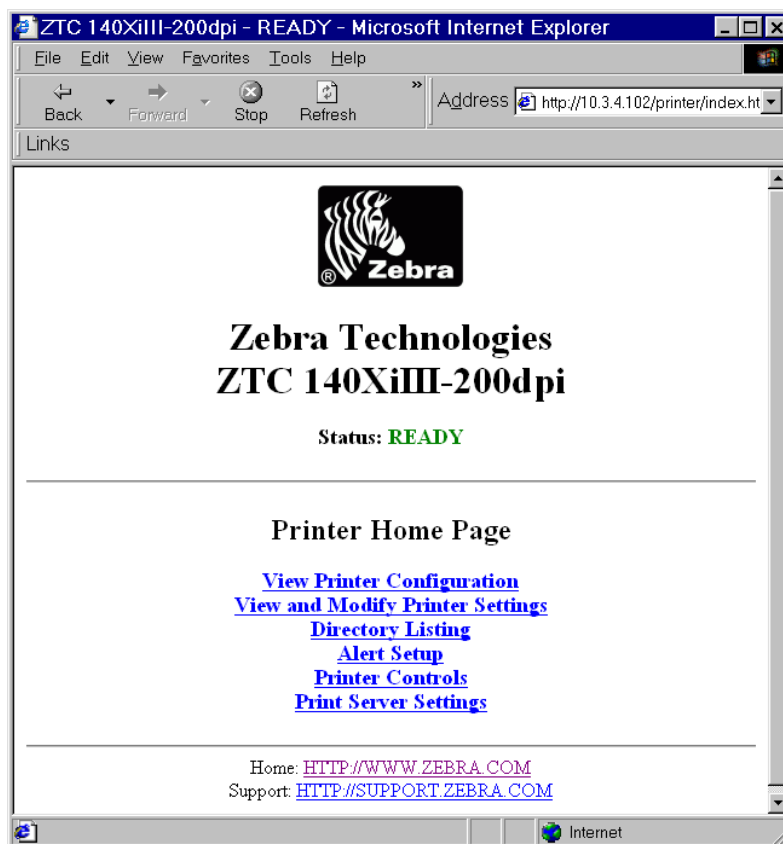 ZTC 140XiIII-200dpi - READY - Microsoft Internet Explorer
File Edit View Favorites Tools Help
Back Forward Stop Refresh » Address http://10.3.4.102/printer/index.ht
Links
® Zebra
Zebra Technologies
ZTC 140XiIII-200dpi
Status: READY
Printer Home Page
View Printer Configuration
View and Modify Printer Settings
Directory Listing
Alert Setup
Printer Controls
Print Server Settings
Home: HTTP://WWW.ZEBRA.COM
Support: HTTP://SUPPORT.ZEBRA.COM
Internet